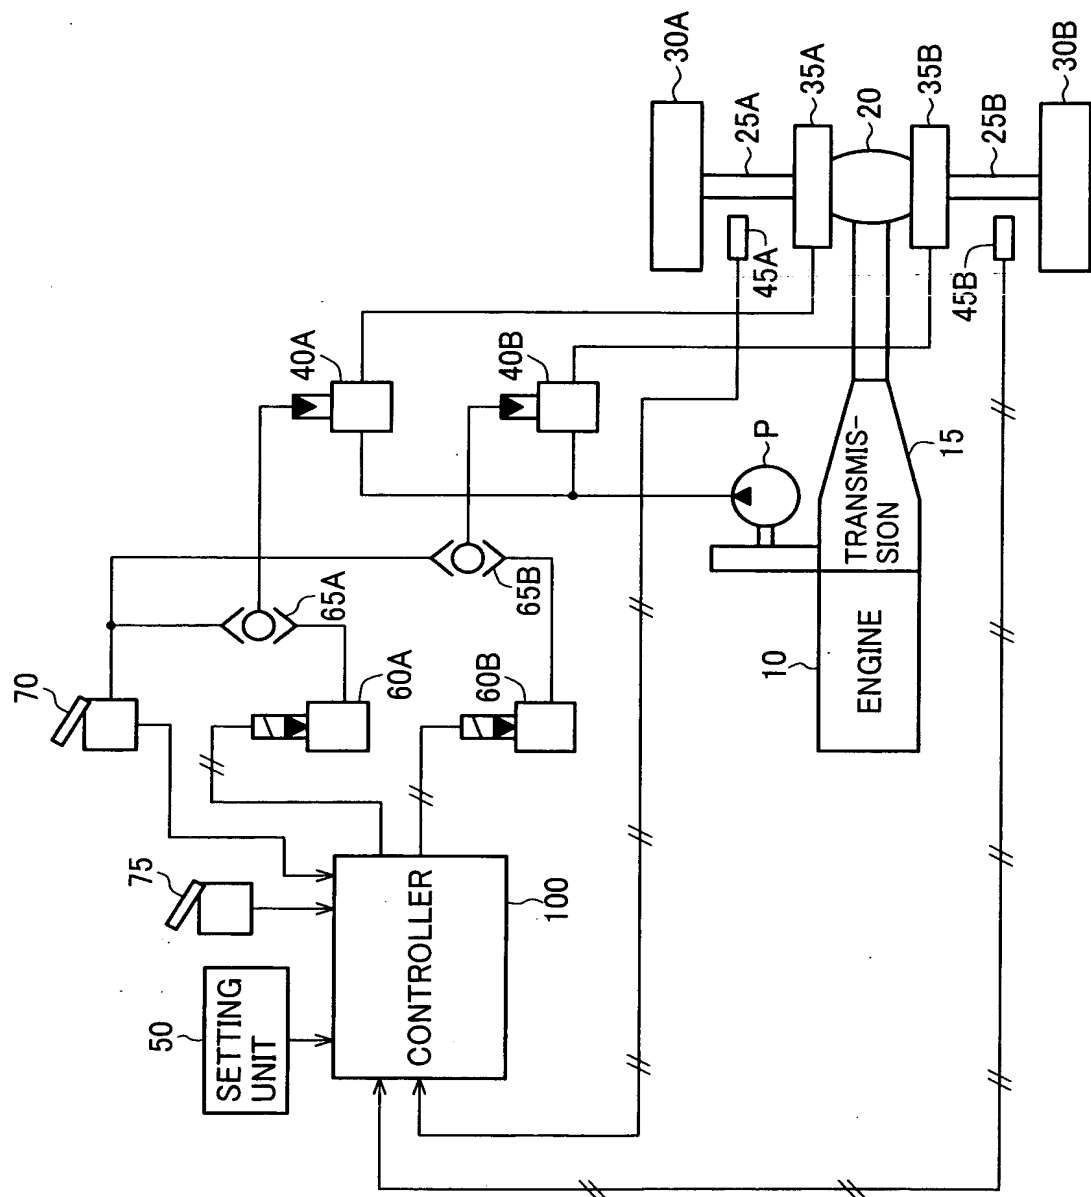 70
75
50
SETTING
UNIT
CONTROLLER
100
60A
60B
65A
65B
40A
40B
P
ENGINE
10
TRANSMIS-
SION
15
30A
25A
35A
20
35B
25B
30B
45A
45B